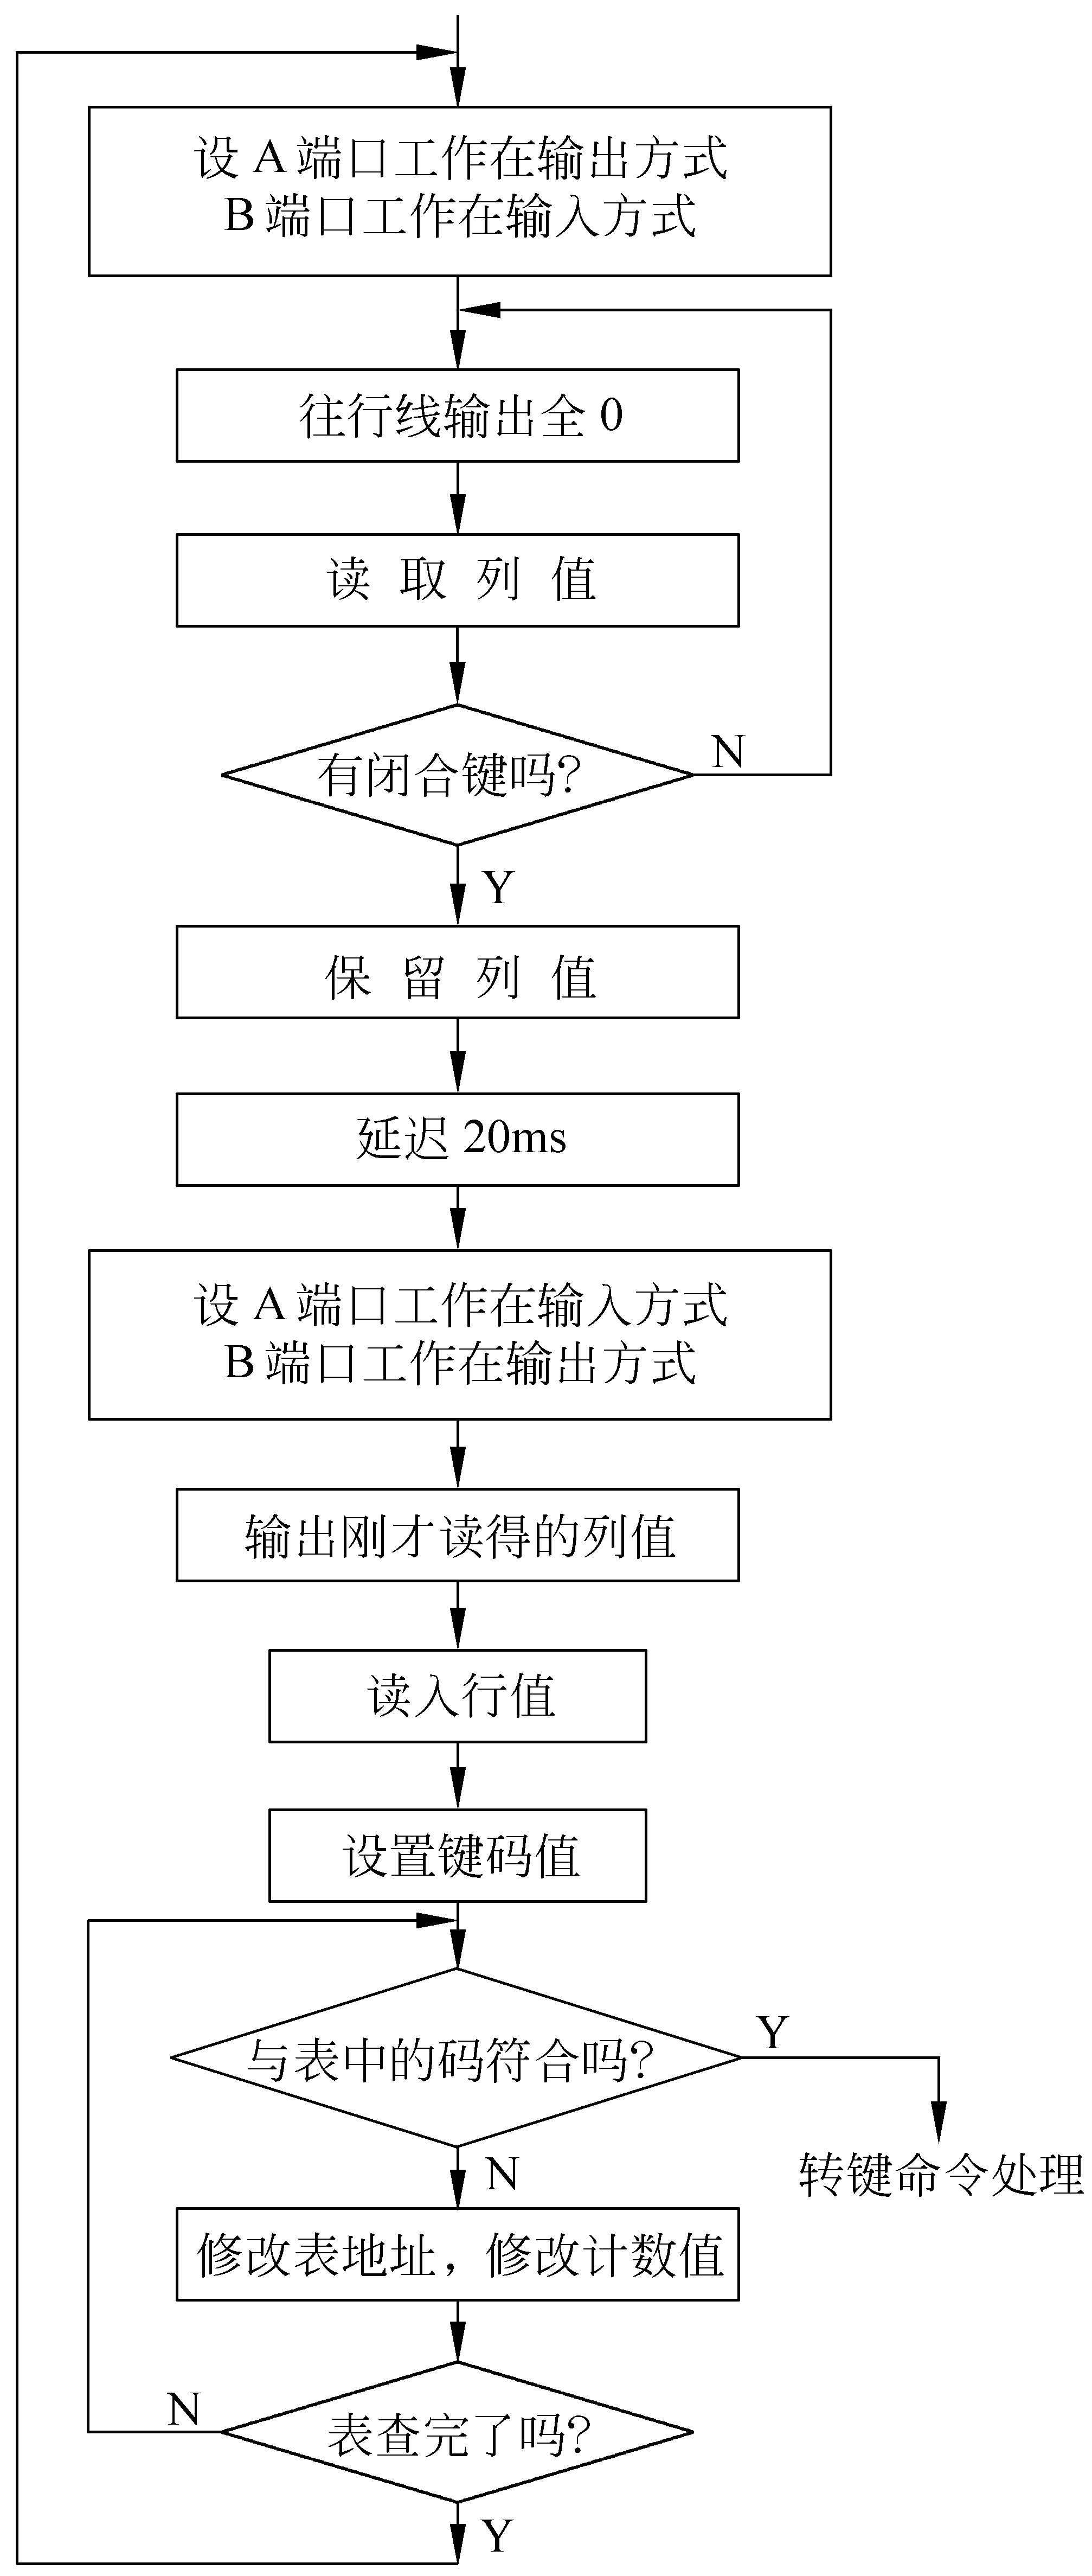 设 A 端口工作在输出方式
B 端口工作在输入方式
往行线输出全 0
读 取 列 值
有闭合键吗?
N
Y
保 留 列 值
延迟 20ms
设 A 端口工作在输入方式
B 端口工作在输出方式
输出刚才读得的列值
读入行值
设置键码值
与表中的码符合吗?
Y
转键命令处理
N
修改表地址，修改计数值
N
表查完了吗?
Y